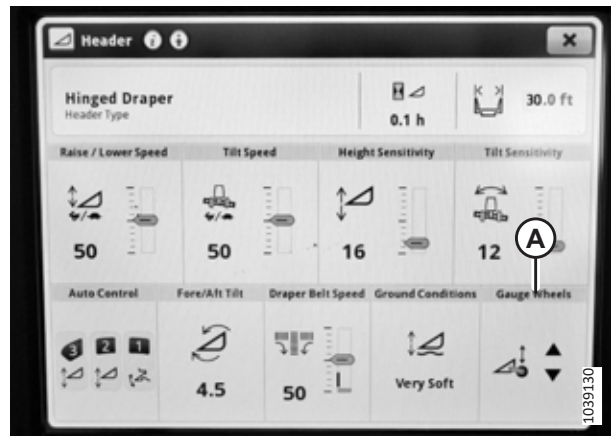 Header
Hinged Draper
Header Type
0.1 h
30.0 ft
Raise / Lower Speed
Tilt Speed
Height Sensitivity
Tilt Sensitivity
50
50
16
12
A
Auto Control
Fore/Aft Tilt
Draper Belt Speed
Ground Conditions
Gauge Wheels
3 2 1
4.5
50
Very Soft
1039130